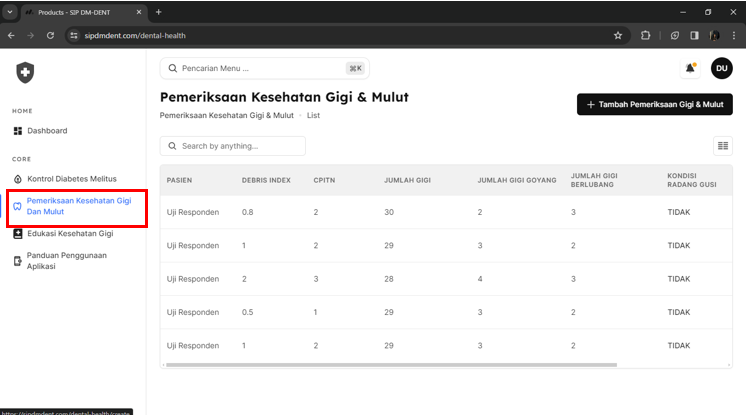 Products - SIP DM-DENT
sipdmdent.com/dental-health
Pencarian Menu ...
⌘K
DU
Pemeriksaan Kesehatan Gigi & Mulut
Pemeriksaan Kesehatan Gigi & Mulut • List
+ Tambah Pemeriksaan Gigi & Mulut
HOME
Dashboard
CORE
Kontrol Diabetes Melitus
Pemeriksaan Kesehatan Gigi
Dan Mulut
Edukasi Kesehatan Gigi
Panduan Penggunaan
Aplikasi
Search by anything...
PASIEN DEBRIS INDEX CPITN JUMLAH GIGI JUMLAH GIGI GOYANG JUMLAH GIGI BERLUBANG KONDISI RADANG GUSI
Uji Responden 0.8 2 30 2 3 TIDAK
Uji Responden 1 2 29 3 2 TIDAK
Uji Responden 2 3 28 4 3 TIDAK
Uji Responden 0.5 1 29 3 2 TIDAK
Uji Responden 1 2 29 3 2 TIDAK
https://sipdmdent.com/dental-health/create